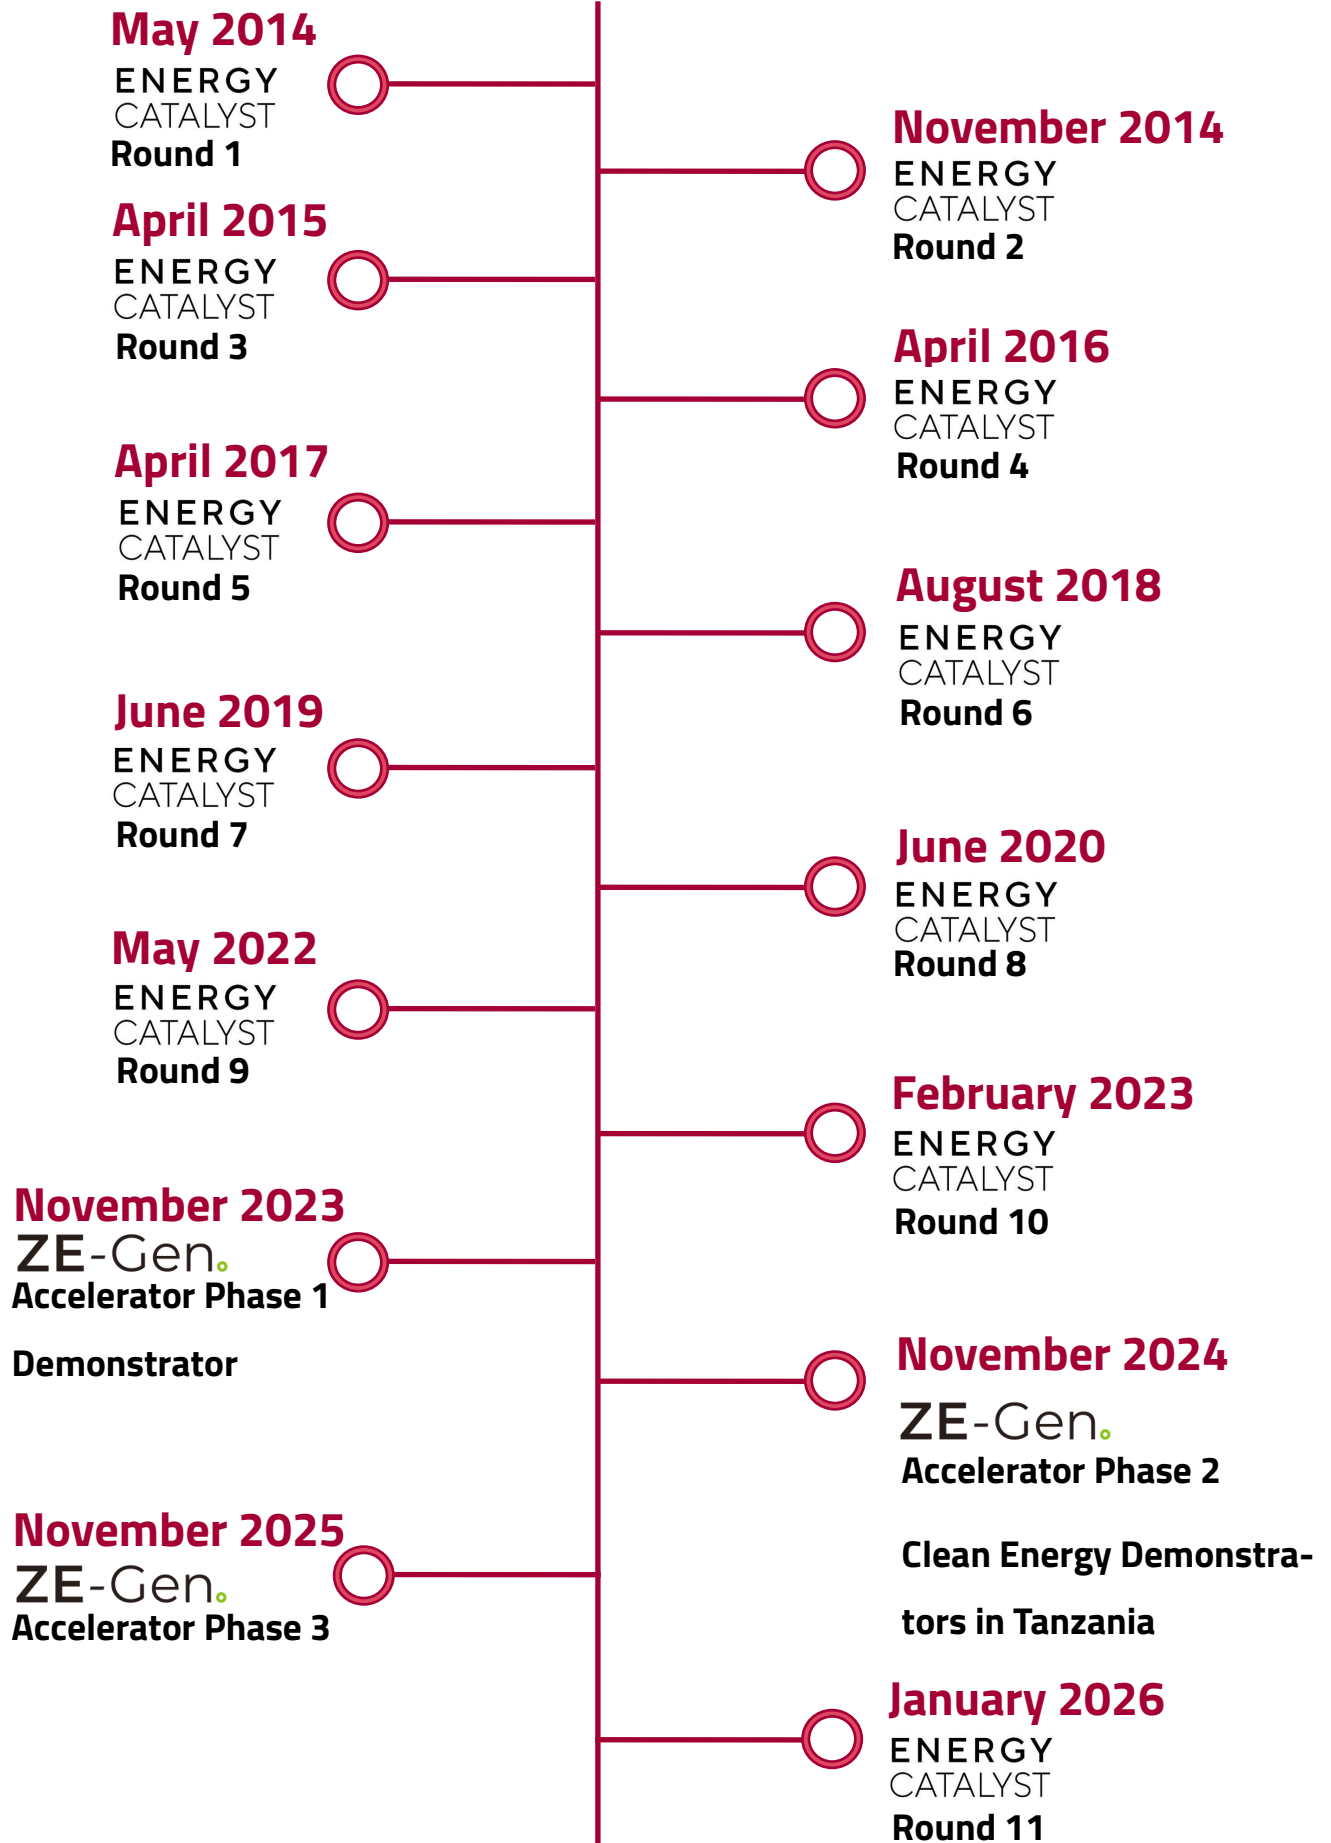 May 2014
ENERGY
CATALYST
Round 1
November 2014
ENERGY
CATALYST
Round 2
April 2015
ENERGY
CATALYST
Round 3
April 2016
ENERGY
CATALYST
Round 4
April 2017
ENERGY
CATALYST
Round 5
August 2018
ENERGY
CATALYST
Round 6
June 2019
ENERGY
CATALYST
Round 7
June 2020
ENERGY
CATALYST
Round 8
May 2022
ENERGY
CATALYST
Round 9
February 2023
ENERGY
CATALYST
Round 10
November 2023
ZE-Gen.
Accelerator Phase 1
Demonstrator
November 2024
ZE-Gen.
Accelerator Phase 2
Clean Energy Demonstra-
tors in Tanzania
November 2025
ZE-Gen.
Accelerator Phase 3
January 2026
ENERGY
CATALYST
Round 11